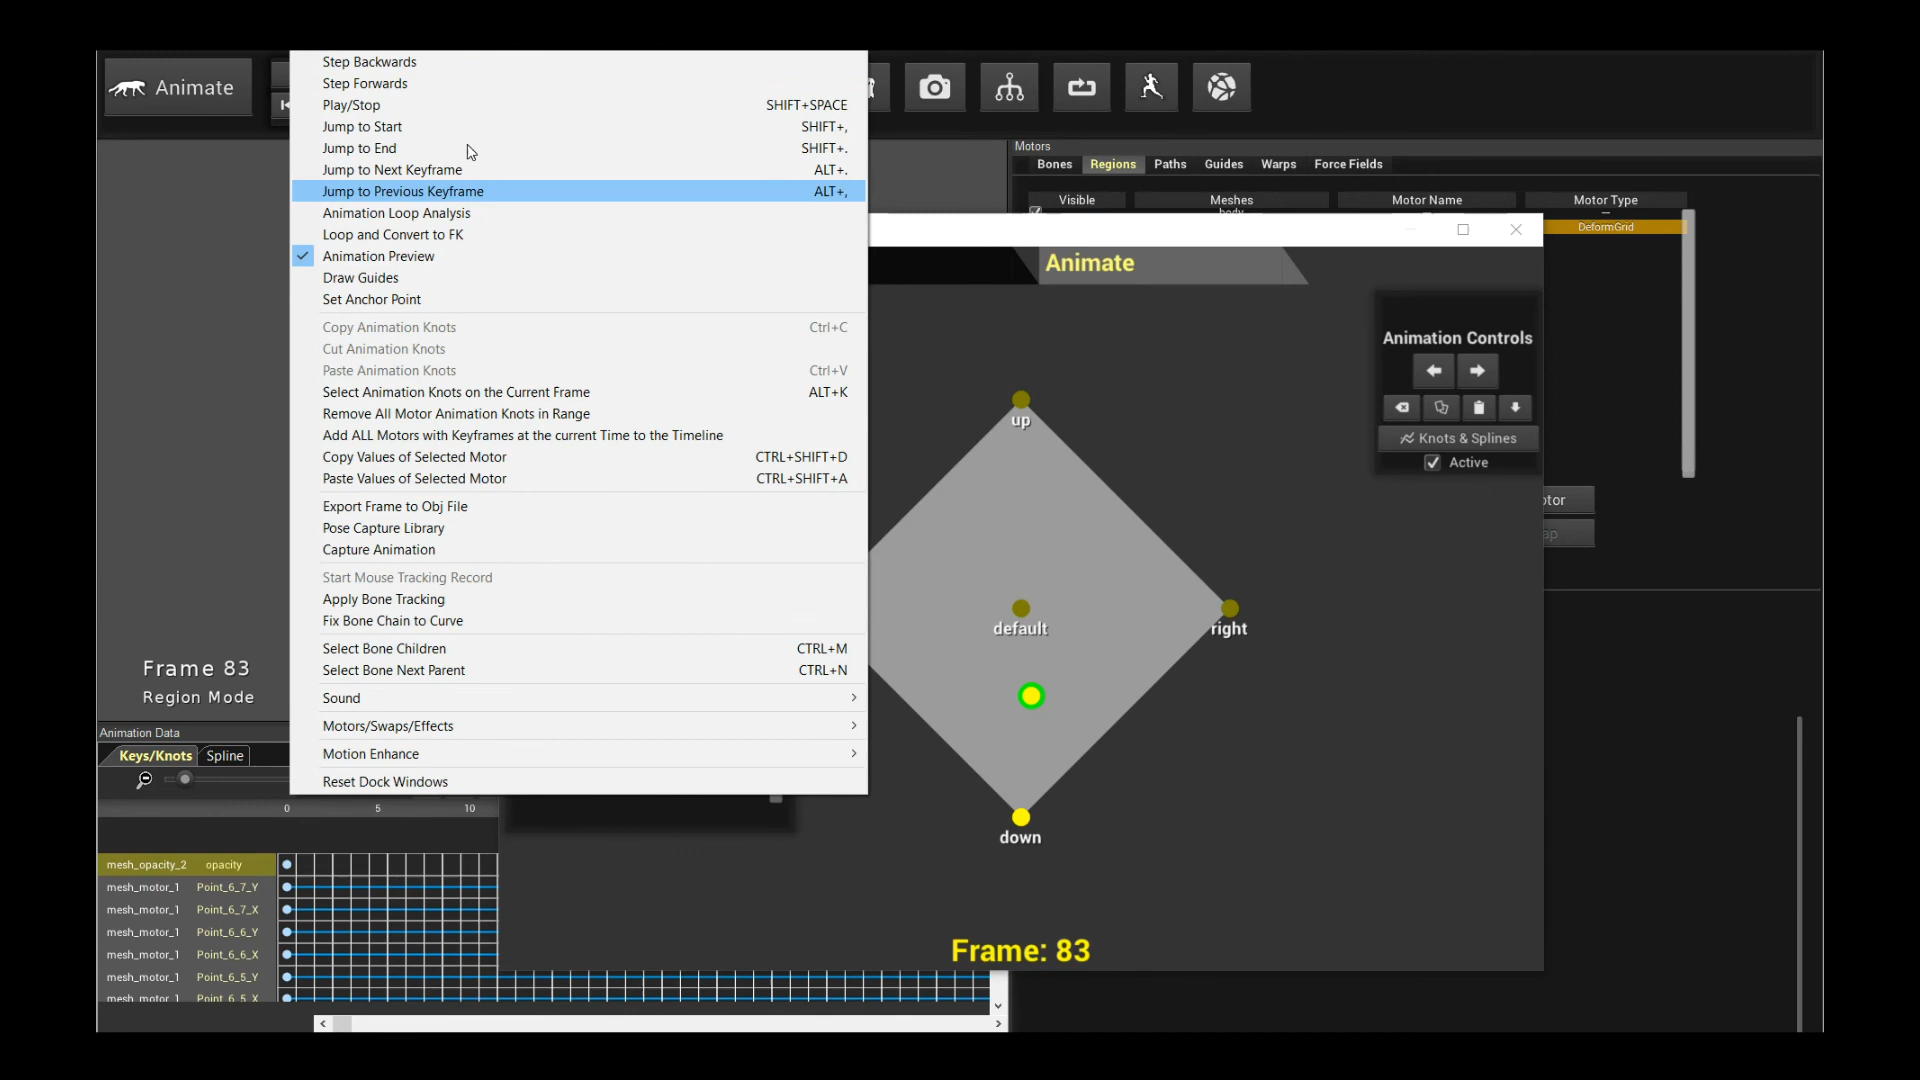 Animate
Step Backwards
Step Forwards
Play/Stop SHIFT+SPACE
Jump to Start SHIFT+,
Jump to End SHIFT+.
Jump to Next Keyframe ALT+.
Jump to Previous Keyframe ALT+,
Animation Loop Analysis
Loop and Convert to FK
Animation Preview
Draw Guides
Set Anchor Point
Copy Animation Knots Ctrl+C
Cut Animation Knots
Paste Animation Knots Ctrl+V
Select Animation Knots on the Current Frame ALT+K
Remove All Motor Animation Knots in Range
Add ALL Motors with Keyframes at the current Time to the Timeline
Copy Values of Selected Motor CTRL+SHIFT+D
Paste Values of Selected Motor CTRL+SHIFT+A
Export Frame to Obj File
Pose Capture Library
Capture Animation
Start Mouse Tracking Record
Apply Bone Tracking
Fix Bone Chain to Curve
Select Bone Children CTRL+M
Select Bone Next Parent CTRL+N
Sound
Motors/Swaps/Effects
Motion Enhance
Reset Dock Windows
Motors
Bones Regions Paths Guides Warps Force Fields
Visible Meshes Motor Name Motor Type
body
DeformGrid
Animate
Animation Controls
Knots & Splines
Active
up
default
right
down
Frame: 83
Frame 83
Region Mode
Animation Data
Keys/Knots Spline
0 5 10
mesh_opacity_2 opacity
mesh_motor_1 Point_6_7_Y
mesh_motor_1 Point_6_7_X
mesh_motor_1 Point_6_6_Y
mesh_motor_1 Point_6_6_X
mesh_motor_1 Point_6_5_Y
mesh_motor_1 Point_6_5_X